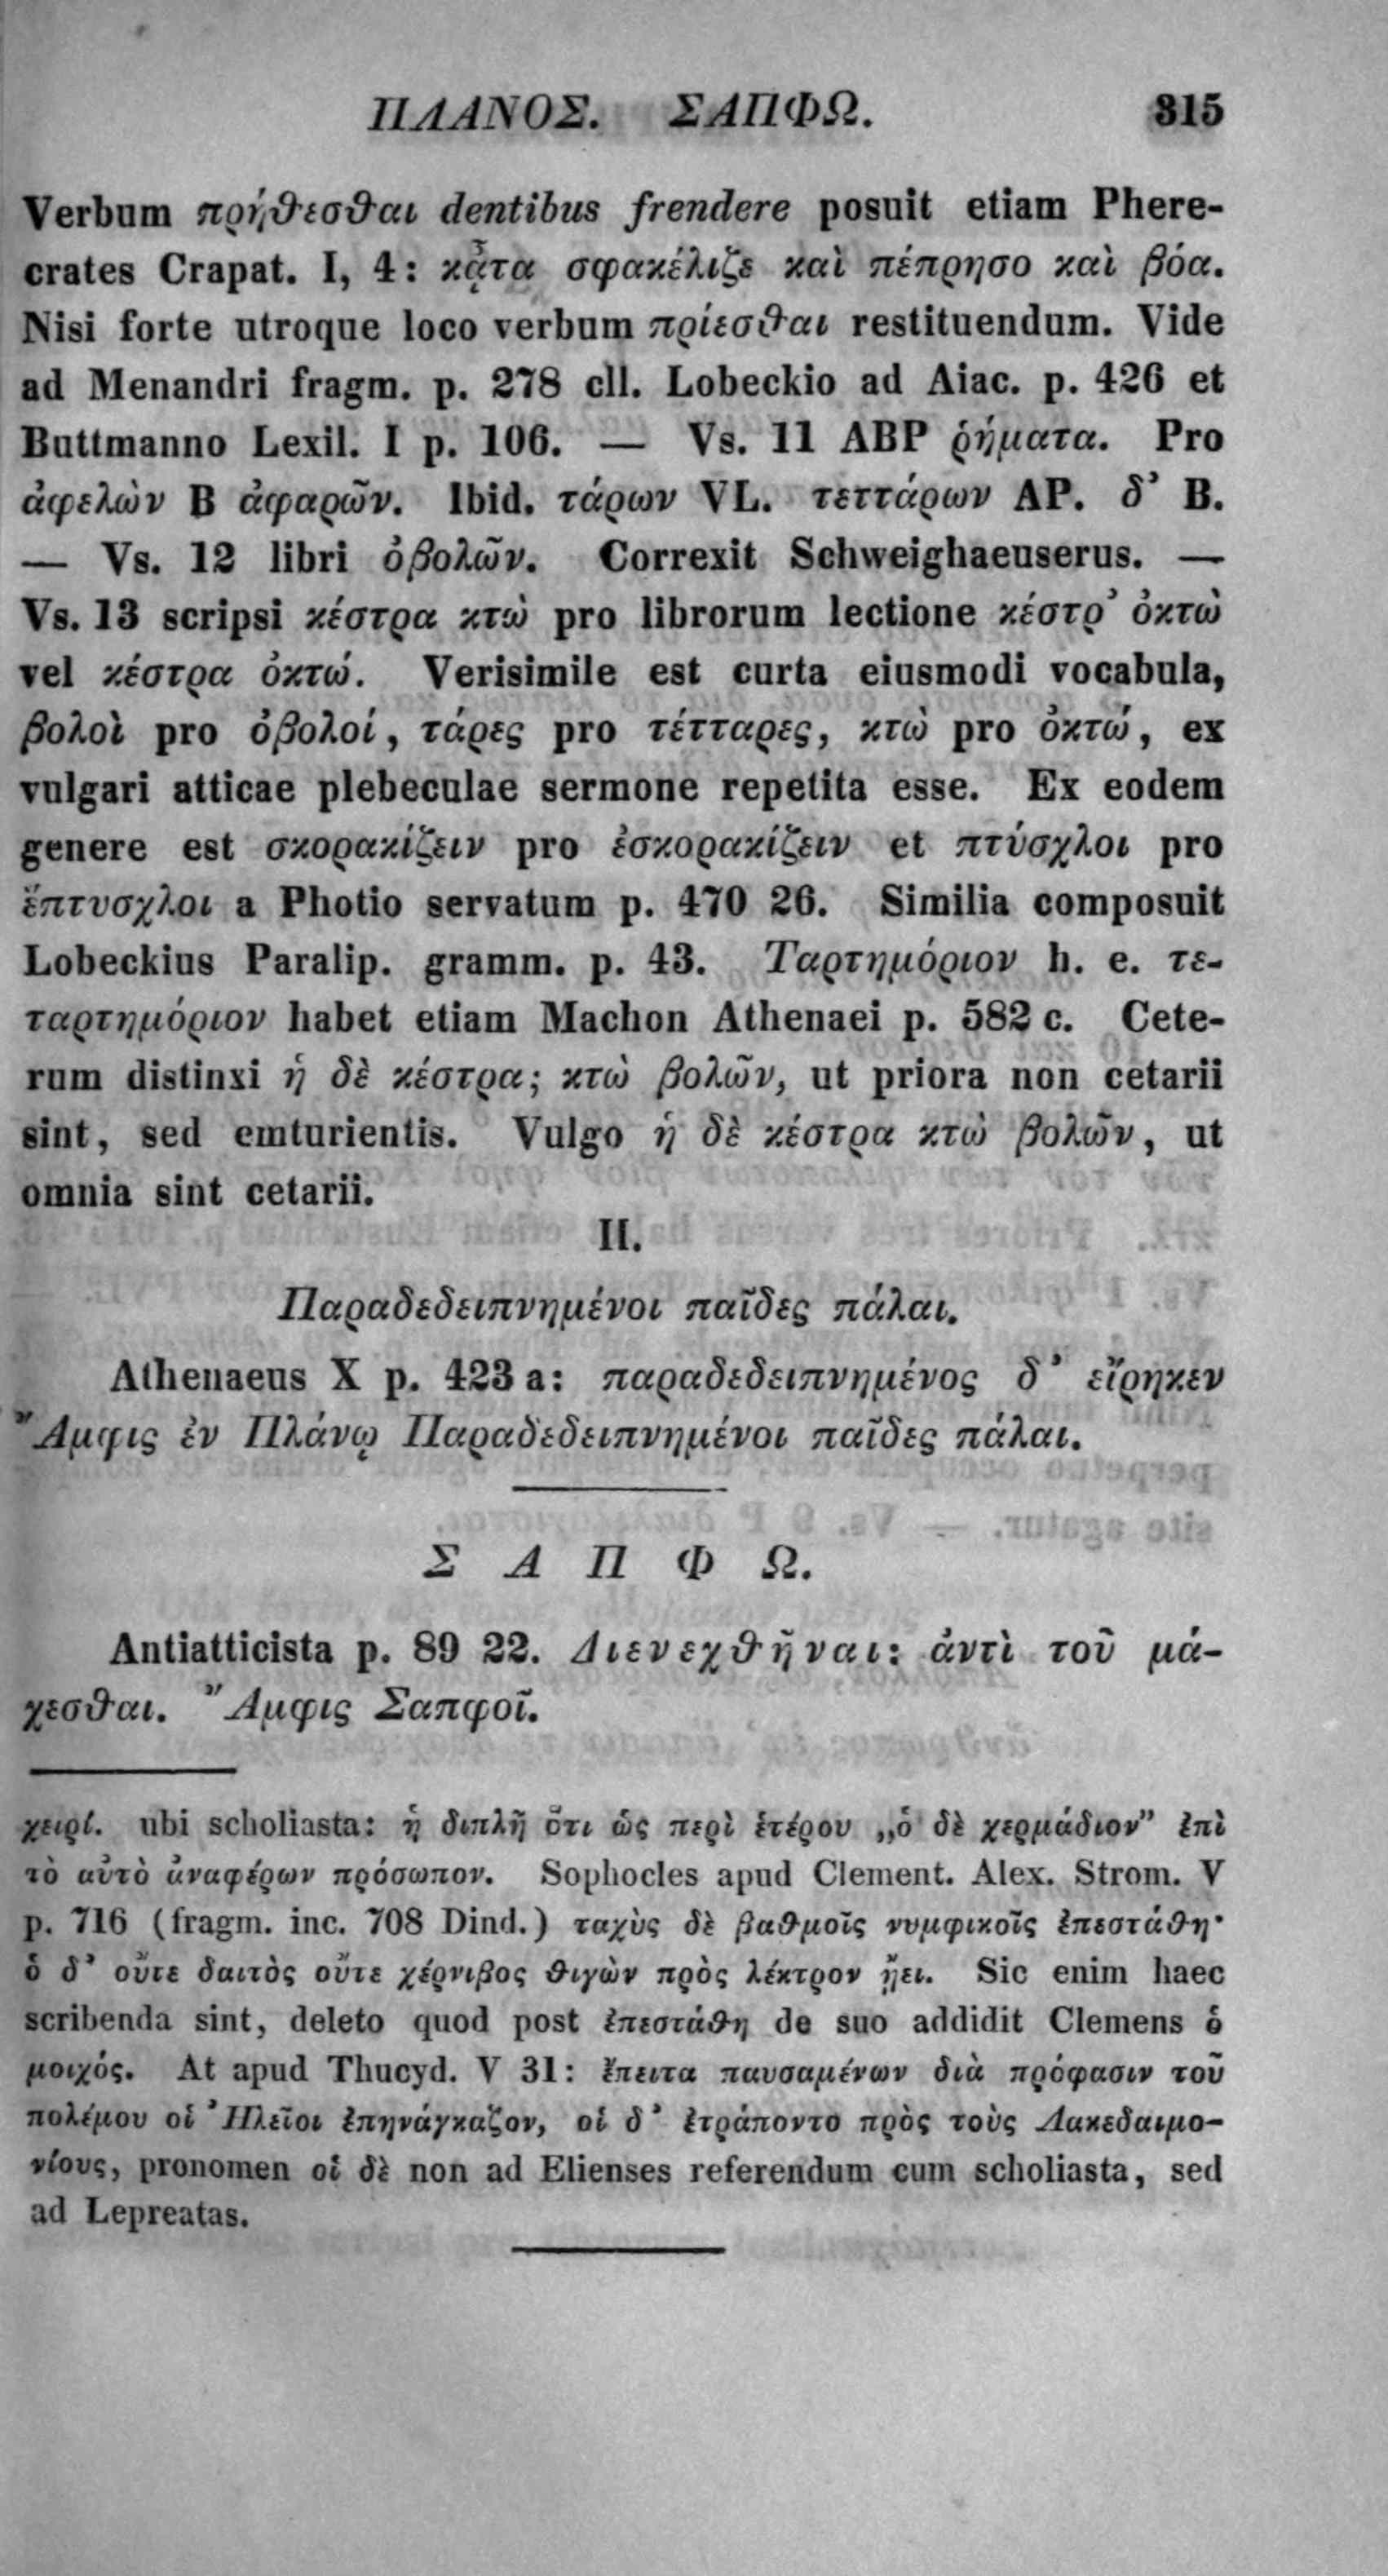 ΠΛΑΝΟΣ. ΣΑΠΦΩ. 315
Verbum πρήθεσθαι dentibus frendere posuit etiam Phere-
crates Crapat. I, 4: κᾆτα σφακέλιζε καὶ πέπρησο καὶ βόα.
Nisi forte utroque loco verbum πρίεσθαι restituendum. Vide
ad Menandri fragm. p. 278 cll. Lobeckio ad Aiac. p. 426 et
Buttmanno Lexil. I p. 106. — Vs. 11 ABP ῥήματα. Pro
ἀφελὼν B ἀφαρῶν. Ibid. τάρων VL. τεττάρων AP. δ’ B.
— Vs. 12 libri ὀβολῶν. Correxit Schweighaeuserus. —
Vs. 13 scripsi κέστρα κτὼ pro librorum lectione κέστρ’ ὀκτὼ
vel κέστρα ὀκτώ. Verisimile est curta eiusmodi vocabula,
βολοὶ pro ὀβολοί, τάρες pro τέτταρες, κτὼ pro ὀκτώ, ex
vulgari atticae plebeculae sermone repetita esse. Ex eodem
genere est σκορακίζειν pro ἐσκορακίζειν et πτύσχλοι pro
ἔπτυσχλοι a Photio servatum p. 470 26. Similia composuit
Lobeckius Paralip. gramm. p. 43. Ταρτημόριον h. e. τε-
ταρτημόριον habet etiam Machon Athenaei p. 582 c. Cete-
rum distinxi ἡ δὲ κέστρα; κτὼ βολῶν, ut priora non cetarii
sint, sed emturientis. Vulgo ἡ δὲ κέστρα κτὼ βολῶν, ut
omnia sint cetarii.
II.
Παραδεδειπνημένοι παῖδες πάλαι.
Athenaeus X p. 423 a: παραδεδειπνημένος δ’ εἴρηκεν
Ἄμφις ἐν Πλάνῳ Παραδεδειπνημένοι παῖδες πάλαι.
ΣΑΠΦΩ.
Antiatticista p. 89 22. Διενεχθῆναι: ἀντὶ τοῦ μά-
χεσθαι. Ἄμφις Σαπφοῖ.
χειρί. ubi scholiasta: ἡ διπλῆ ὅτι ὡς περὶ ἑτέρου „ὁ δὲ χερμάδιον” ἐπὶ
τὸ αὐτὸ ἀναφέρων πρόσωπον. Sophocles apud Clement. Alex. Strom. V
p. 716 (fragm. inc. 708 Dind.) ταχὺς δὲ βαθμοῖς νυμφικοῖς ἐπεστάθη·
ὁ δ’ οὔτε δαιτὸς οὔτε χέρνιβος θιγὼν πρὸς λέκτρον ᾔει. Sic enim haec
scribenda sint, deleto quod post ἐπεστάθη de suo addidit Clemens ὁ
μοιχός. At apud Thucyd. V 31: ἔπειτα παυσαμένων διὰ πρόφασιν τοῦ
πολέμου οἱ Ἠλεῖοι ἐπηνάγκαζον, οἱ δ’ ἐτράποντο πρὸς τοὺς Λακεδαιμο-
νίους, pronomen οἱ δὲ non ad Elienses referendum cum scholiasta, sed
ad Lepreatas.